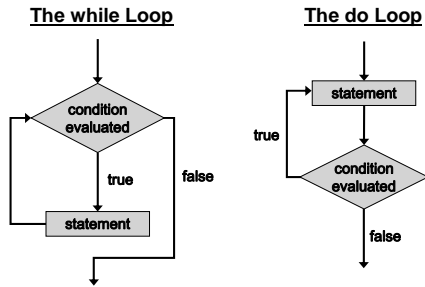 The while Loop
condition
evaluated
true
false
statement
The do Loop
statement
true
condition
evaluated
false